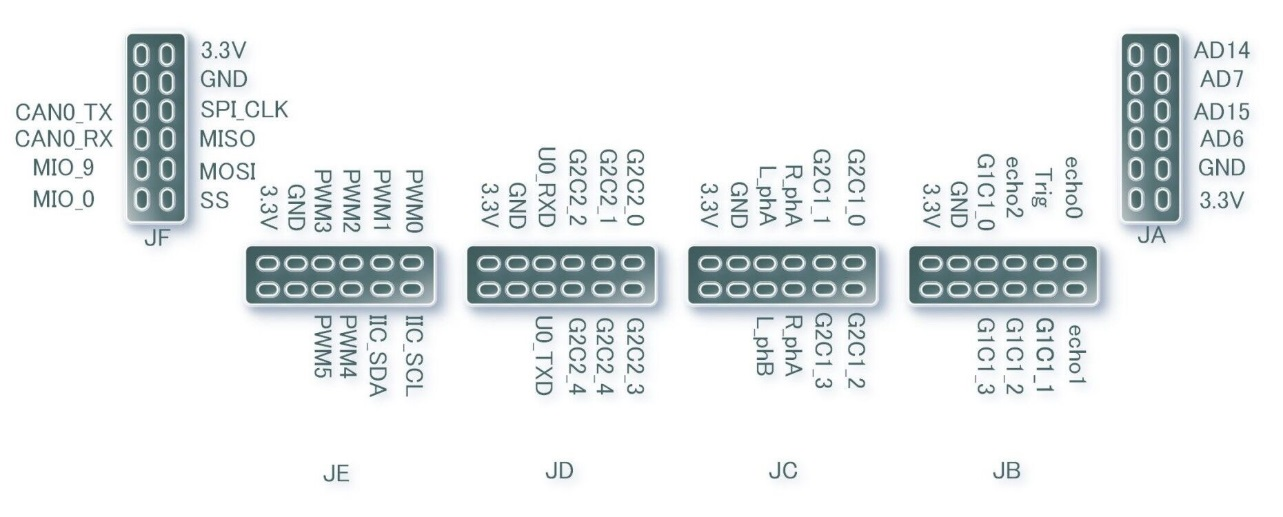 3.3V
GND
CAN0_TX
SPI_CLK
CAN0_RX
MISO
MIO_9
MOSI
MIO_0
SS
JF
AD14
AD7
AD15
AD6
GND
3.3V
JA
3.3V
GND
PWM3
PWM2
PWM1
PWM0
PWM5
PWM4
IIC_SDA
IIC_SCL
3.3V
GND
U0_RXD
G2C2_2
G2C2_1
G2C2_0
U0_TXD
G2C2_4
G2C2_4
G2C2_3
3.3V
GND
L_phA
R_phA
G2C1_1
G2C1_0
L_phB
R_phA
G2C1_3
G2C1_2
3.3V
GND
G1C1_0
echo2
Trig
echo0
G1C1_3
G1C1_2
G1C1_1
echo1
JE
JD
JC
JB